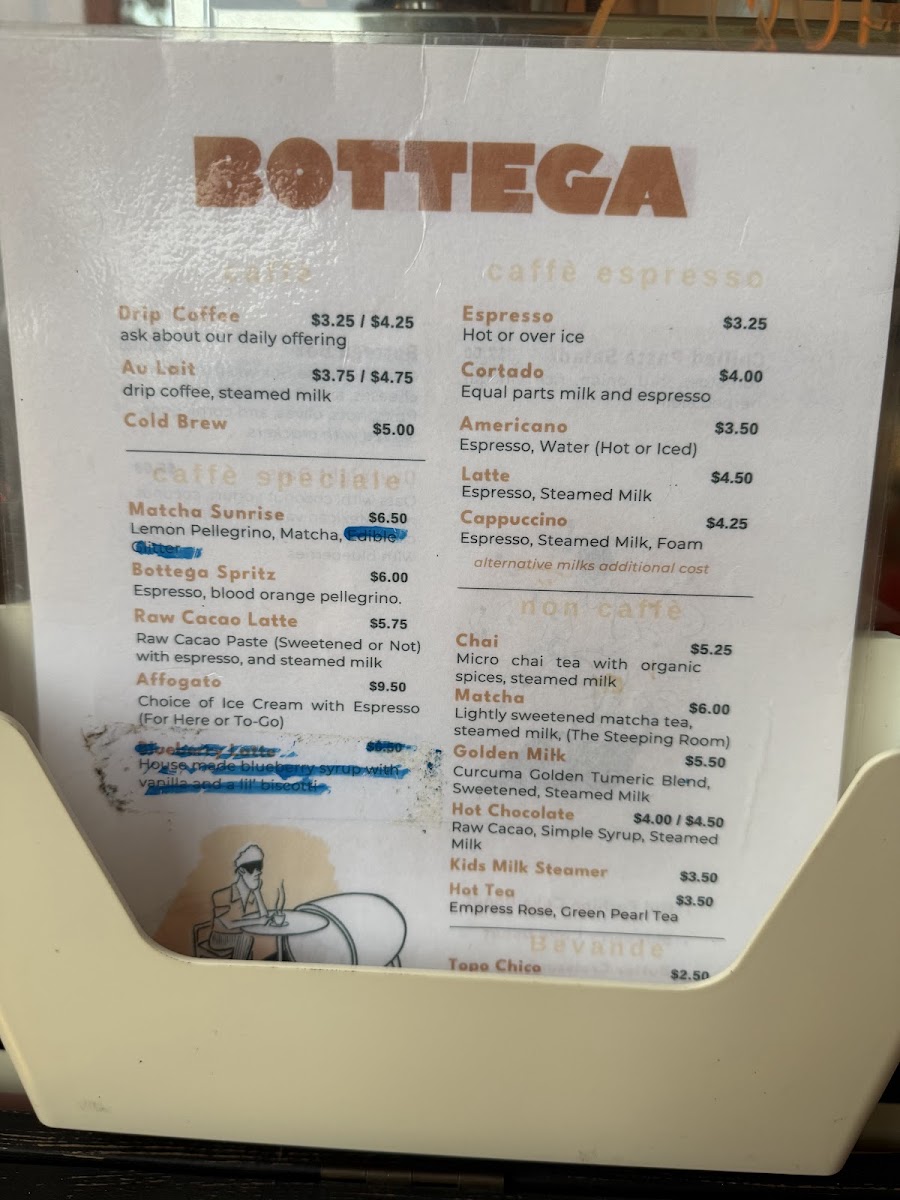 BOTTEGA
caffè
Drip Coffee $3.25 / $4.25
ask about our daily offering
Au Lait $3.75 / $4.75
drip coffee, steamed milk
Cold Brew $5.00
caffè speciale
Matcha Sunrise $6.50
Lemon Pellegrino, Matcha, Edible
Glitter
Bottega Spritz $6.00
Espresso, blood orange pellegrino.
Raw Cacao Latte $5.75
Raw Cacao Paste (Sweetened or Not)
with espresso, and steamed milk
Affogato $9.50
Choice of Ice Cream with Espresso
(For Here or To-Go)
Blueberry Latte $6.50
House made blueberry syrup with
vanilla and a lil' biscotti
caffè espresso
Espresso $3.25
Hot or over ice
Cortado $4.00
Equal parts milk and espresso
Americano $3.50
Espresso, Water (Hot or Iced)
Latte $4.50
Espresso, Steamed Milk
Cappuccino $4.25
Espresso, Steamed Milk, Foam
alternative milks additional cost
non caffè
Chai $5.25
Micro chai tea with organic
spices, steamed milk
Matcha $6.00
Lightly sweetened matcha tea,
steamed milk, (The Steeping Room)
Golden Milk $5.50
Curcuma Golden Tumeric Blend,
Sweetened, Steamed Milk
Hot Chocolate $4.00 / $4.50
Raw Cacao, Simple Syrup, Steamed
Milk
Kids Milk Steamer $3.50
Hot Tea $3.50
Empress Rose, Green Pearl Tea
Bevande
Topo Chico $2.50